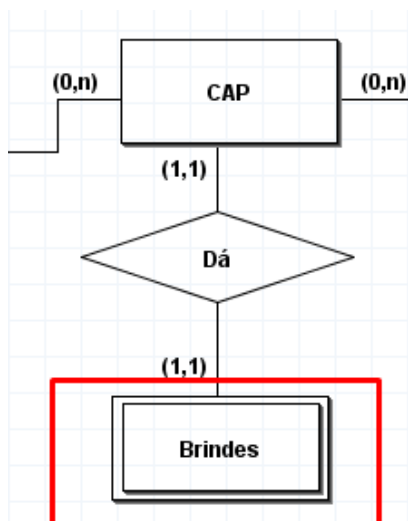 (0,n) CAP (0,n)
(1,1)
Dá
(1,1)
Brindes